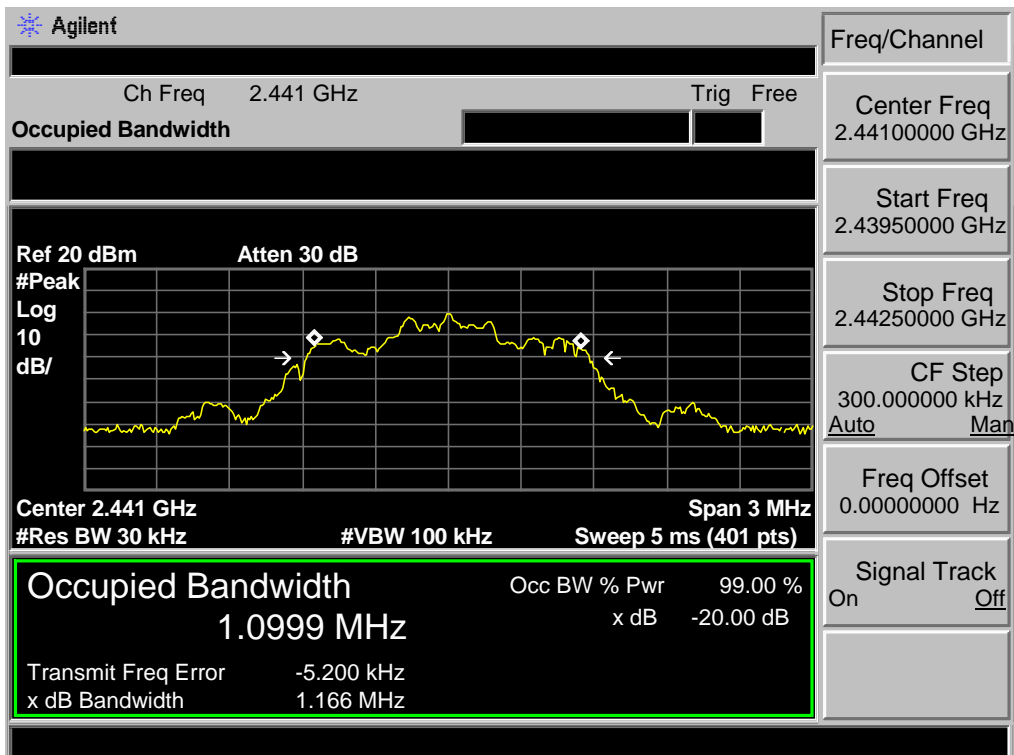 Agilent
Freq/Channel
Ch Freq 2.441 GHz Trig Free
Occupied Bandwidth
Center Freq
2.44100000 GHz
Start Freq
2.43950000 GHz
Stop Freq
2.44250000 GHz
CF Step
300.000000 kHz
Auto Man
Freq Offset
0.00000000 Hz
Signal Track
On Off
Ref 20 dBm Atten 30 dB
#Peak
Log
10
dB/
Center 2.441 GHz Span 3 MHz
#Res BW 30 kHz #VBW 100 kHz Sweep 5 ms (401 pts)
Occupied Bandwidth Occ BW % Pwr 99.00 %
1.0999 MHz x dB -20.00 dB
Transmit Freq Error -5.200 kHz
x dB Bandwidth 1.166 MHz